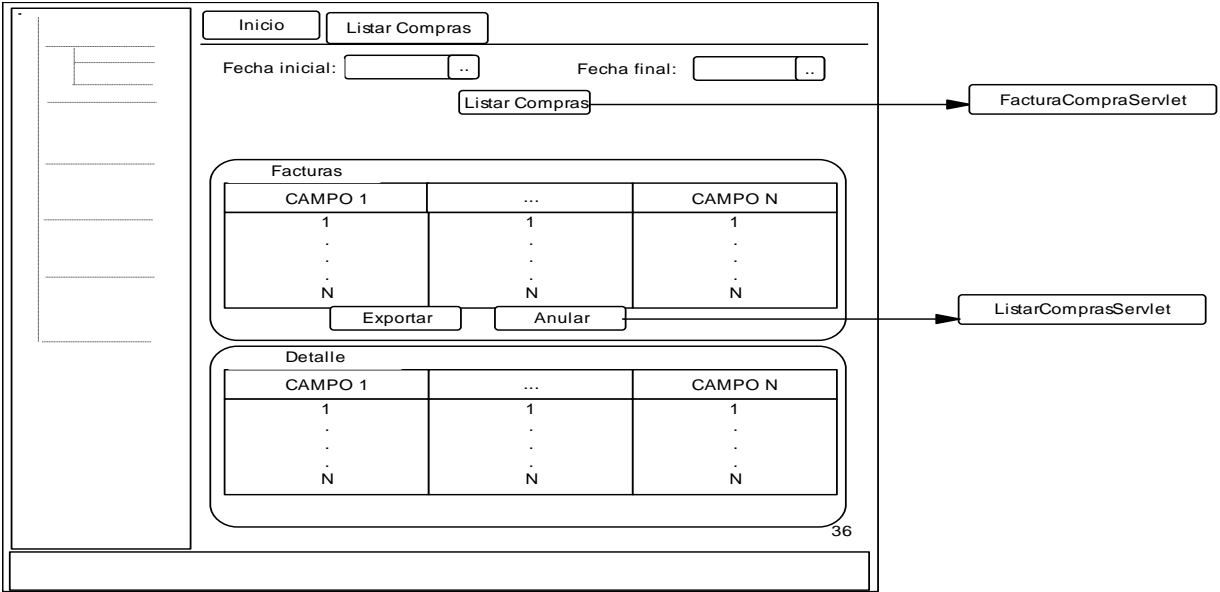 Inicio
Listar Compras
Fecha inicial:
..
Fecha final:
..
Listar Compras
FacturaCompraServlet
Facturas
CAMPO 1 ... CAMPO N
1 1 1
. . .
. . .
. . .
N N N
Exportar
Anular
ListarComprasServlet
Detalle
CAMPO 1 ... CAMPO N
1 1 1
. . .
. . .
. . .
N N N
36